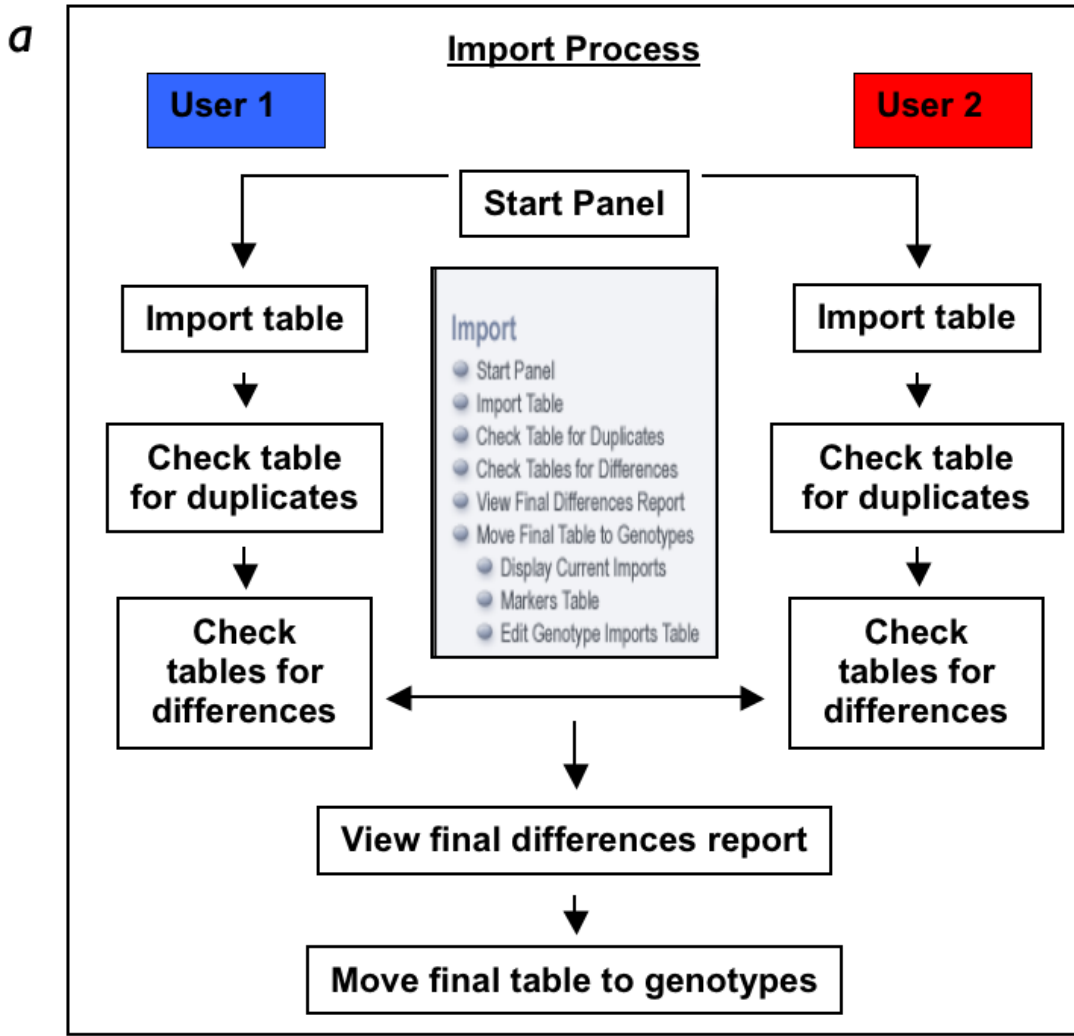 a
Import Process
User 1
User 2
Start Panel
Import table
Import table
Import
Start Panel
Import Table
Check Table for Duplicates
Check Tables for Differences
View Final Differences Report
Move Final Table to Genotypes
Display Current Imports
Markers Table
Edit Genotype Imports Table
Check table
for duplicates
Check table
for duplicates
Check
tables for
differences
Check
tables for
differences
View final differences report
Move final table to genotypes